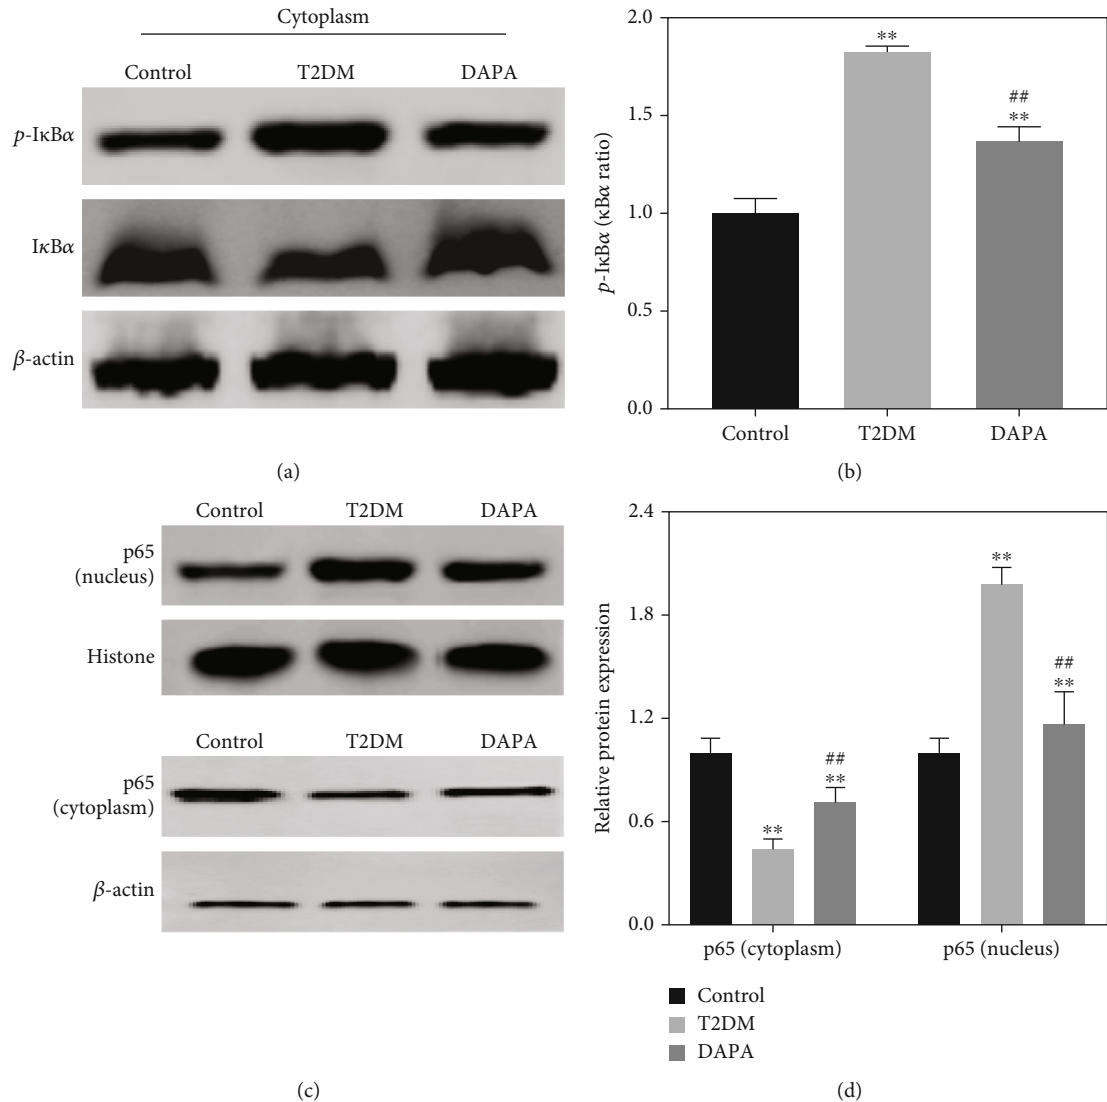 Cytoplasm
Control T2DM DAPA
p-IκBα
IκBα
β-actin
(a)
2.0
1.5
1.0
0.5
0.0
p-IκBα (κBα ratio)
**
##
**
Control T2DM DAPA
(b)
Control T2DM DAPA
p65
(nucleus)
Histone
Control T2DM DAPA
p65
(cytoplasm)
β-actin
(c)
2.4
1.8
1.2
0.6
0.0
Relative protein expression
**
##
**
**
##
**
p65 (cytoplasm) p65 (nucleus)
Control
T2DM
DAPA
(d)